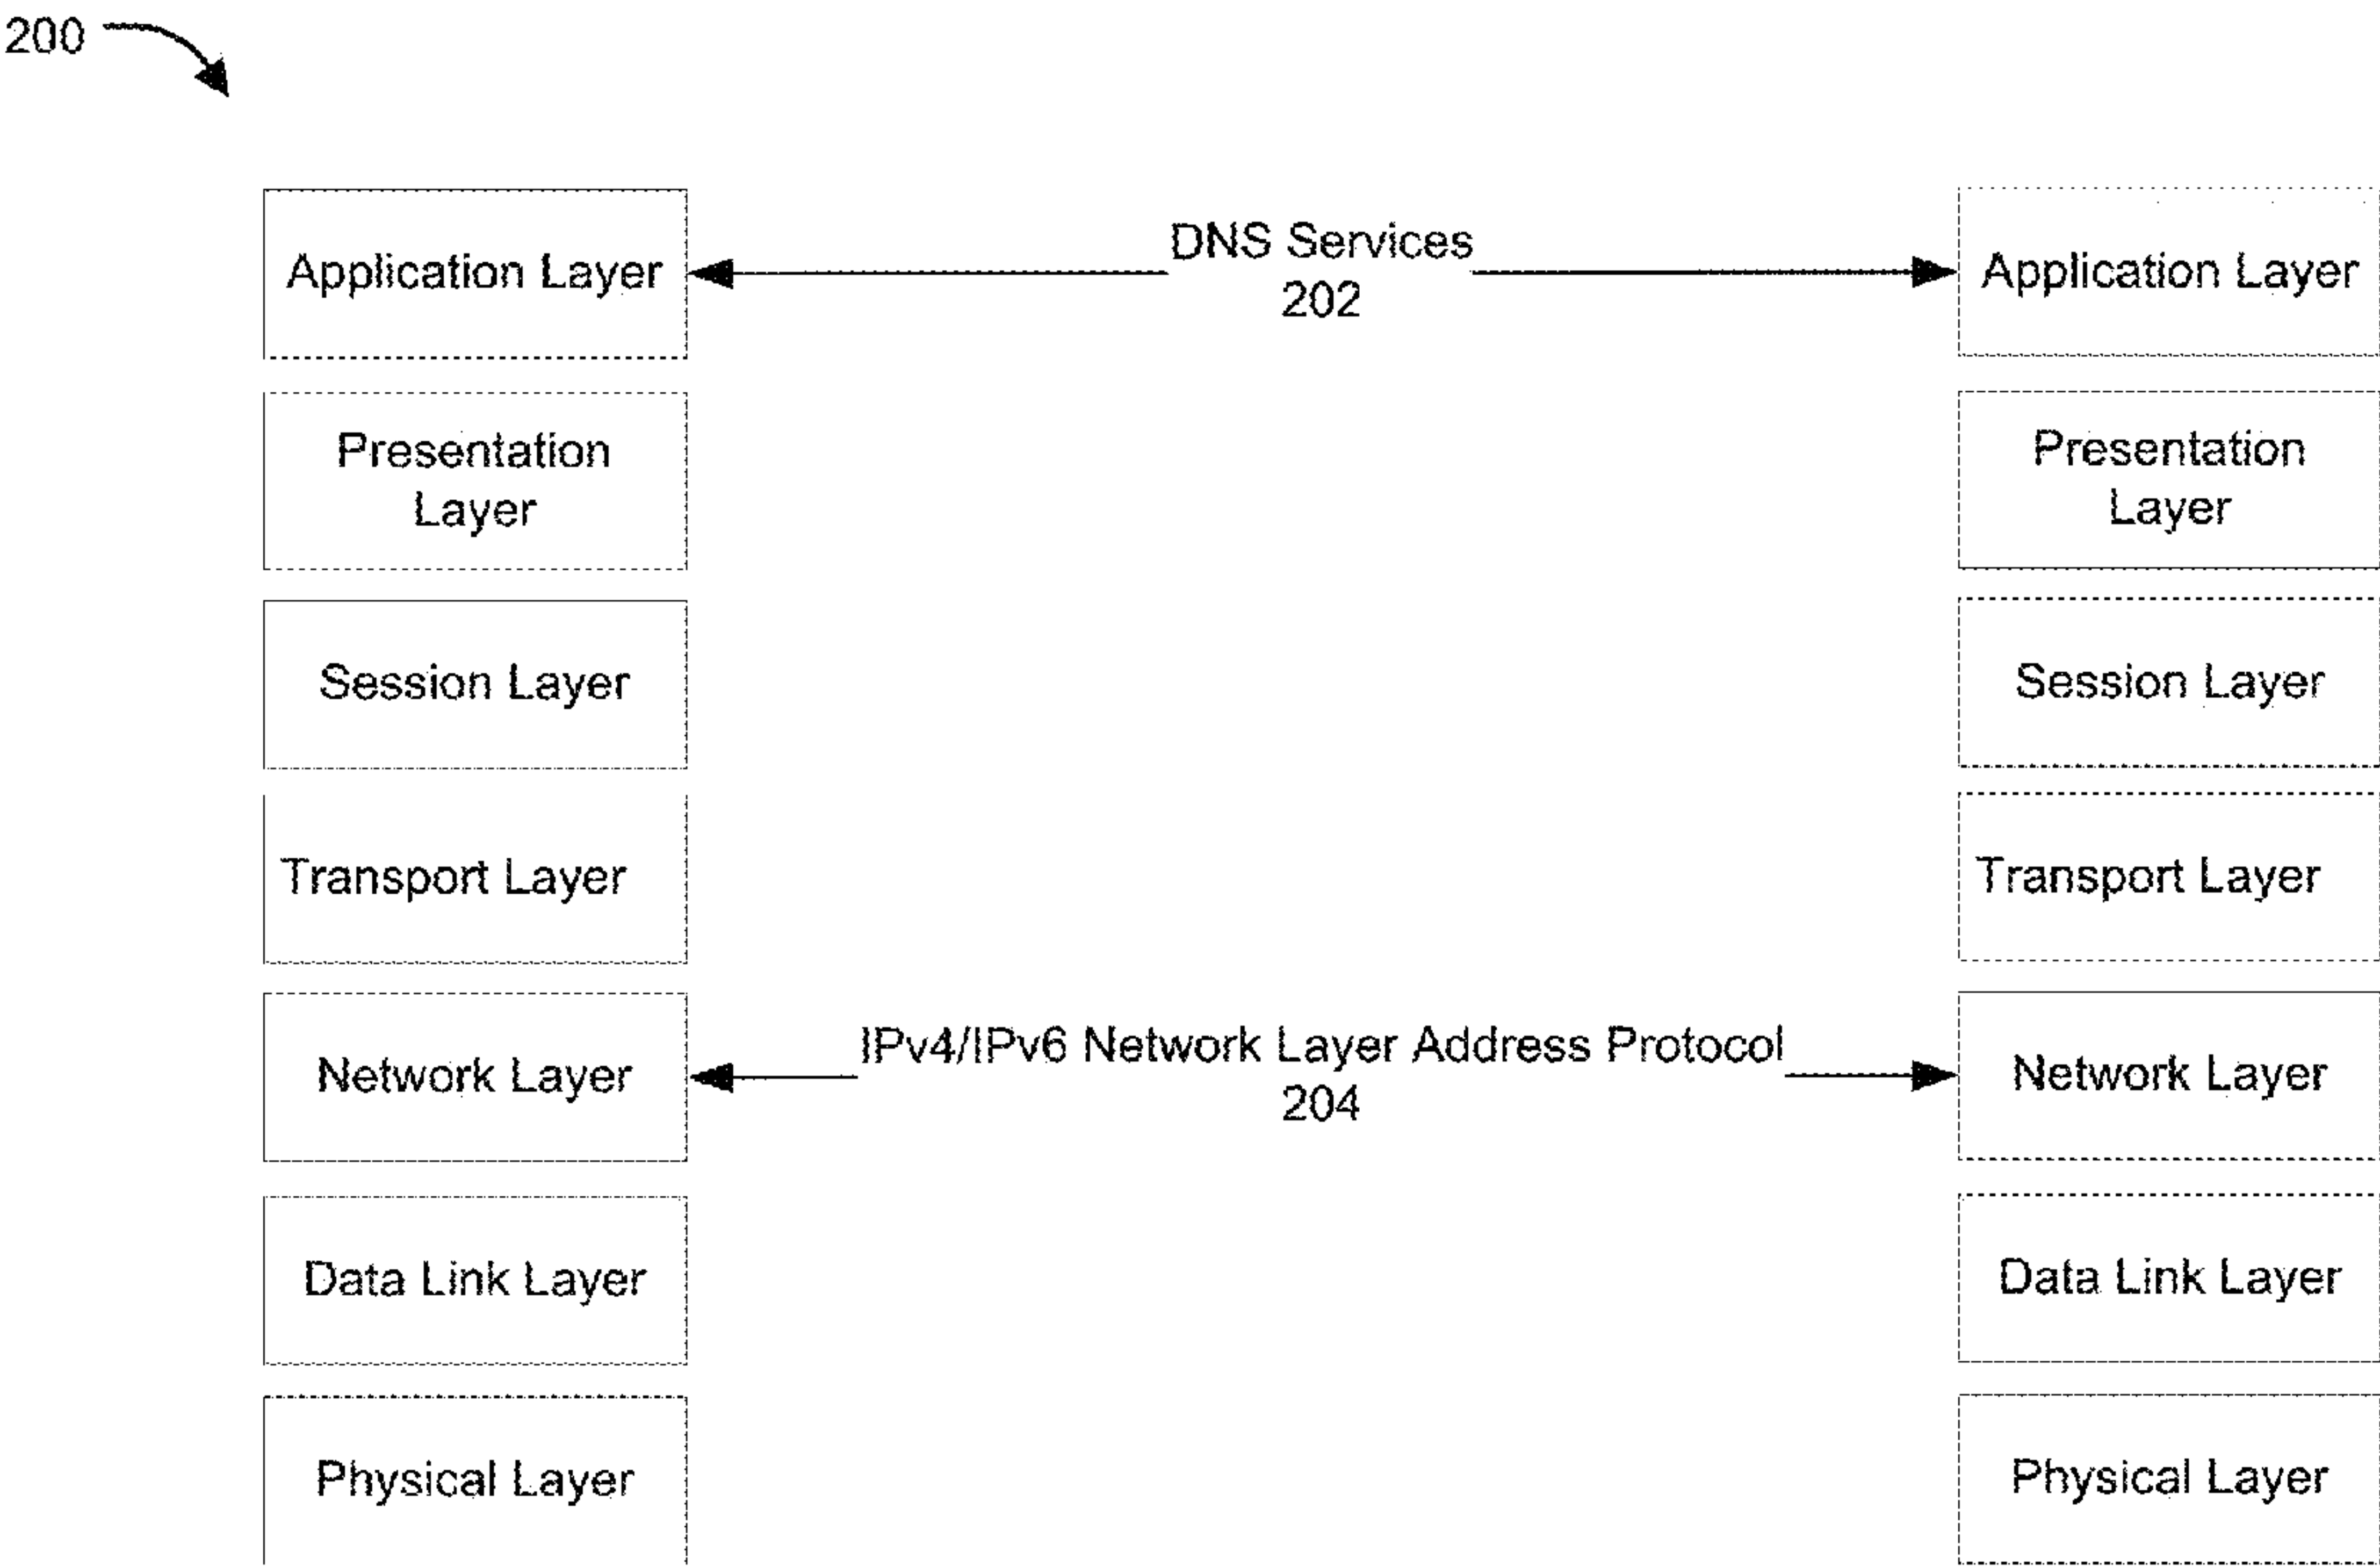 200
Application Layer
DNS Services
202
Application Layer
Presentation
Layer
Presentation
Layer
Session Layer
Session Layer
Transport Layer
Transport Layer
Network Layer
IPv4/IPv6 Network Layer Address Protocol
204
Network Layer
Data Link Layer
Data Link Layer
Physical Layer
Physical Layer